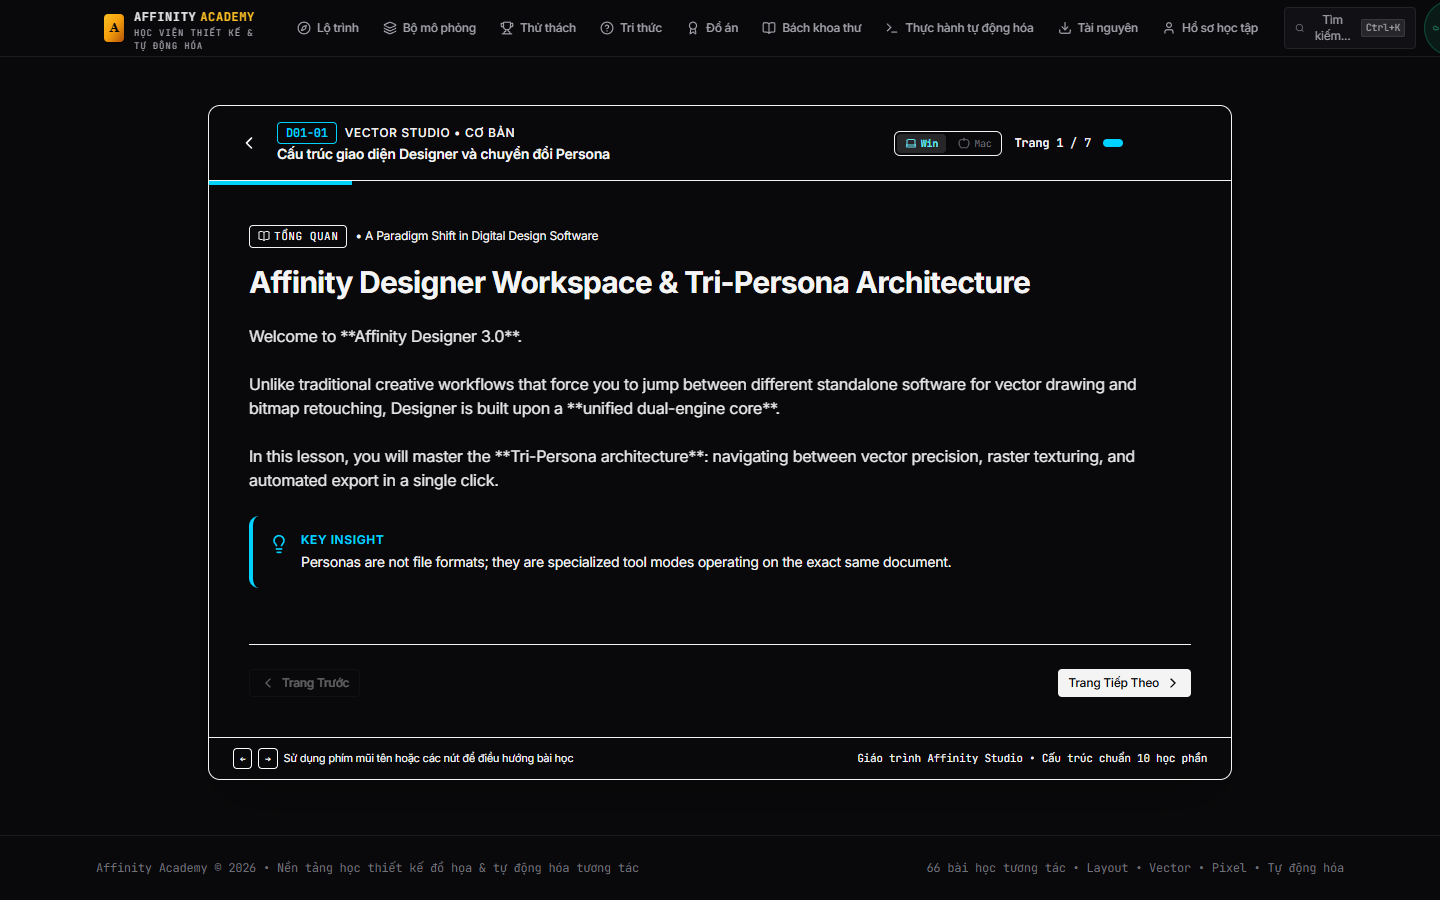 A
AFFINITY ACADEMY
HỌC VIỆN THIẾT KẾ &
TỰ ĐỘNG HÓA
Lộ trình
Bộ mô phỏng
Thử thách
Tri thức
Đồ án
Bách khoa thư
Thực hành tự động hóa
Tài nguyên
Hồ sơ học tập
Tìm kiếm...
Ctrl+K
D01-01 VECTOR STUDIO • CƠ BẢN
Cấu trúc giao diện Designer và chuyển đổi Persona
Win
Mac
Trang 1 / 7
TỔNG QUAN • A Paradigm Shift in Digital Design Software
Affinity Designer Workspace & Tri-Persona Architecture
Welcome to **Affinity Designer 3.0**.
Unlike traditional creative workflows that force you to jump between different standalone software for vector drawing and
bitmap retouching, Designer is built upon a **unified dual-engine core**.
In this lesson, you will master the **Tri-Persona architecture**: navigating between vector precision, raster texturing, and
automated export in a single click.
KEY INSIGHT
Personas are not file formats; they are specialized tool modes operating on the exact same document.
Trang Trước
Trang Tiếp Theo
← → Sử dụng phím mũi tên hoặc các nút để điều hướng bài học
Giáo trình Affinity Studio • Cấu trúc chuẩn 10 học phần
Affinity Academy © 2026 • Nền tảng học thiết kế đồ họa & tự động hóa tương tác
66 bài học tương tác • Layout • Vector • Pixel • Tự động hóa